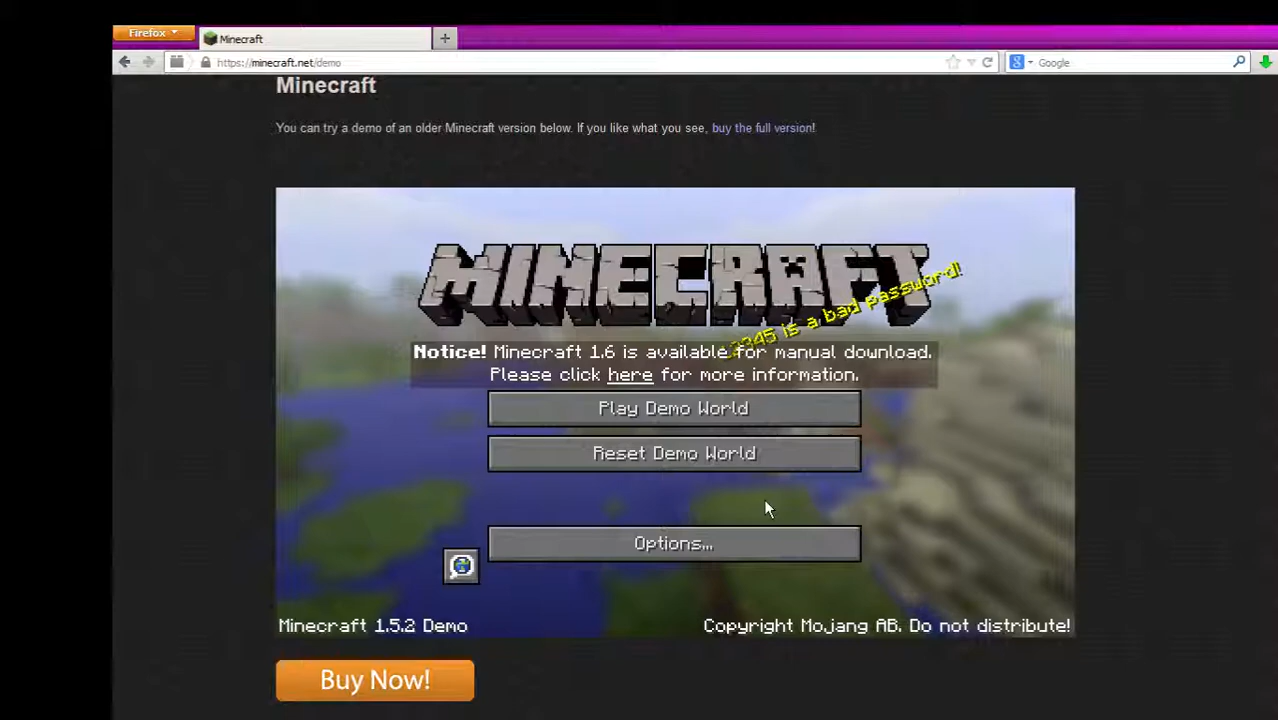 Firefox
Minecraft
https://minecraft.net/demo
Google
Minecraft
You can try a demo of an older Minecraft version below. If you like what you see, buy the full version!
MINECRAFT
12345 is a bad password!
Notice! Minecraft 1.6 is available for manual download.
Please click here for more information.
Play Demo World
Reset Demo World
Options...
Minecraft 1.5.2 Demo
Copyright Mojang AB. Do not distribute!
Buy Now!